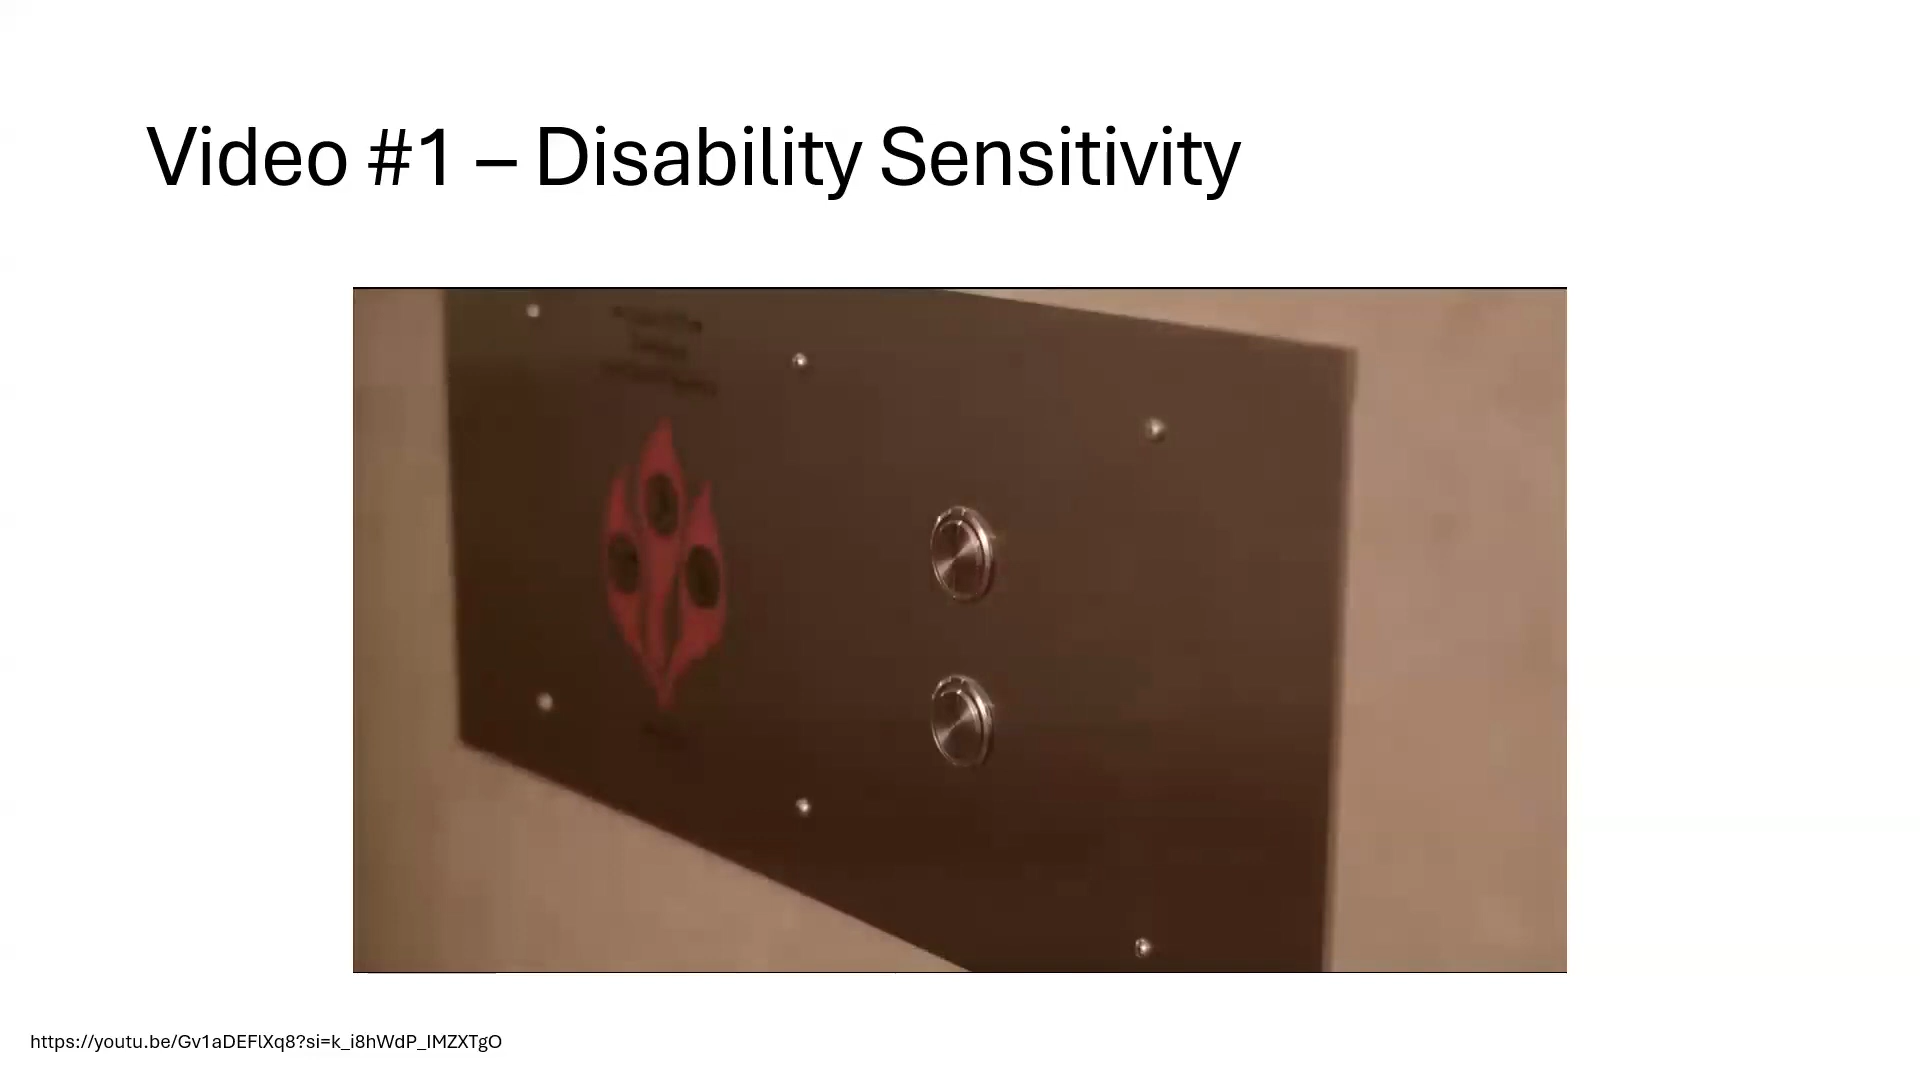 Video #1 – Disability Sensitivity
https://youtu.be/Gv1aDEFlXq8?si=k_i8hWdP_IMZXTgO